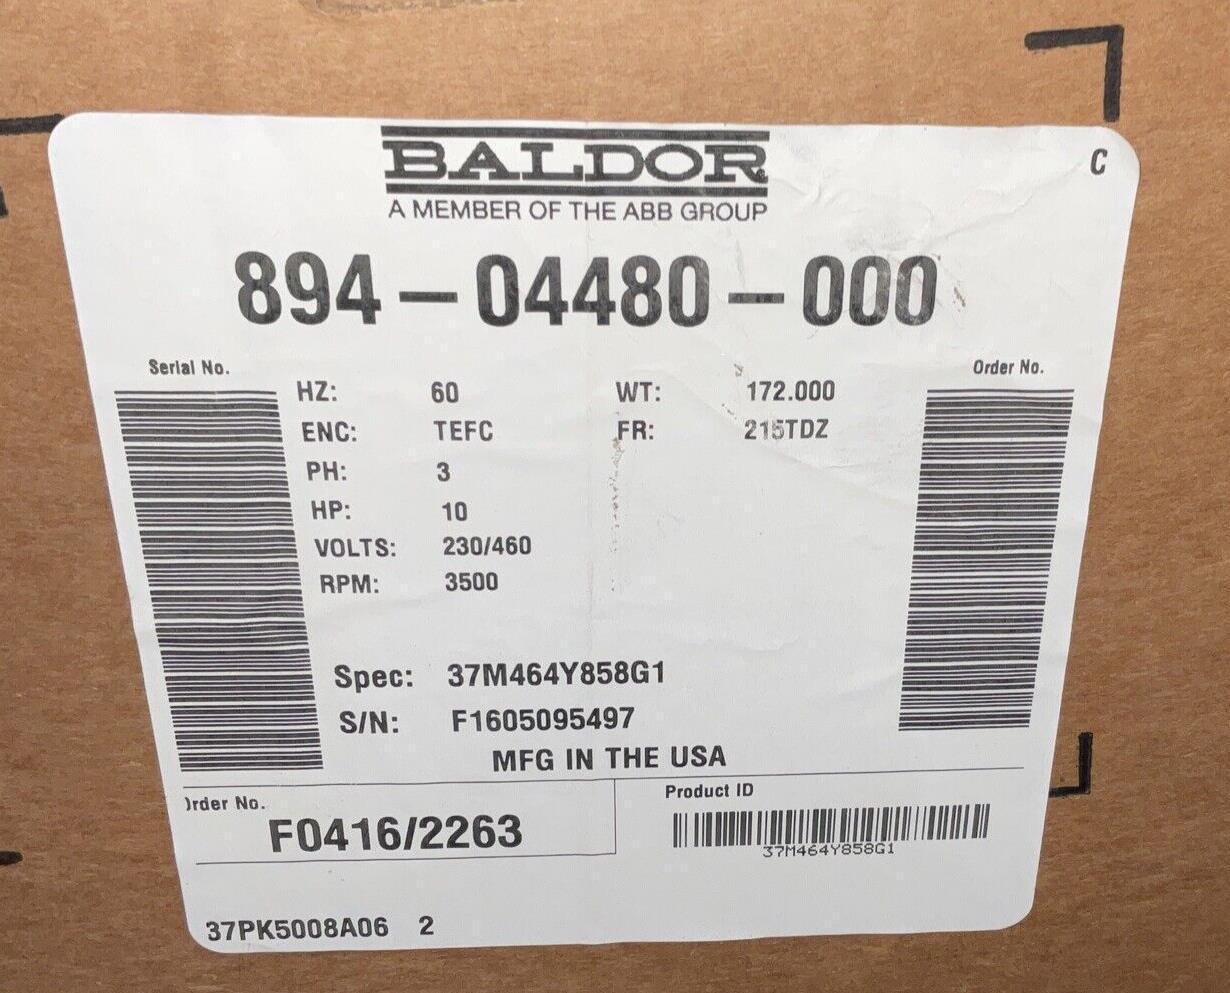 BALDOR
C
A MEMBER OF THE ABB GROUP
894-04480-000
Serial No.
Order No.
HZ: 60 WT: 172.000
ENC: TEFC FR: 215TDZ
PH: 3
HP: 10
VOLTS: 230/460
RPM: 3500
Spec: 37M464Y858G1
S/N: F1605095497
MFG IN THE USA
Order No.
F0416/2263
Product ID
37M464Y858G1
37PK5008A06 2